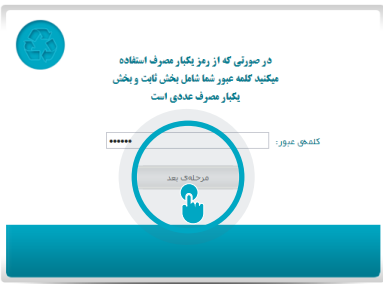 در صورتی که از رمز یکبار مصرف استفاده
میکنید کلمه عبور شما شامل بخش ثابت و بخش
یکبار مصرف عددی است
کلمه‌ی عبور: ••••••
مرحله‌ی بعد